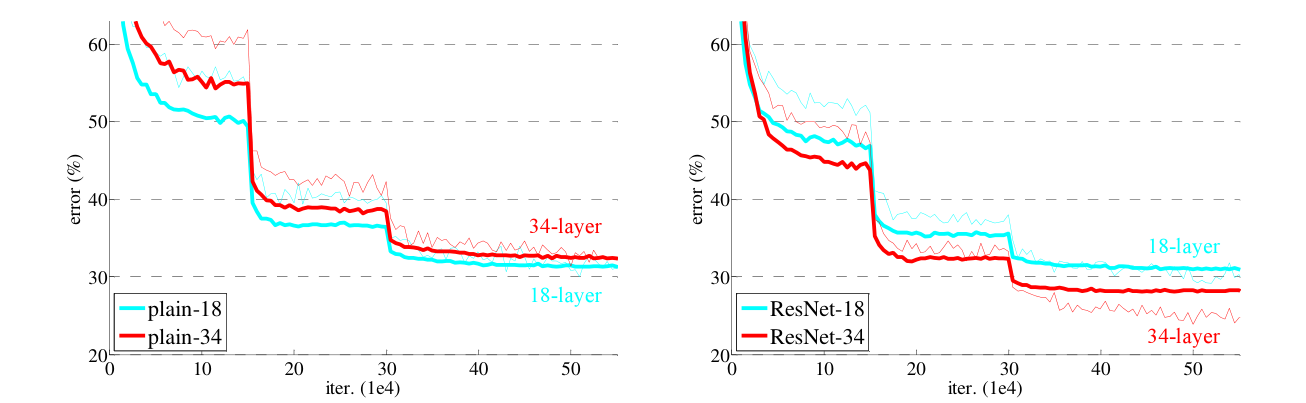 60
50
40
30
20
error (%)
34-layer
18-layer
plain-18
plain-34
0 10 20 30 40 50
iter. (1e4)
60
50
40
30
20
error (%)
18-layer
34-layer
ResNet-18
ResNet-34
0 10 20 30 40 50
iter. (1e4)